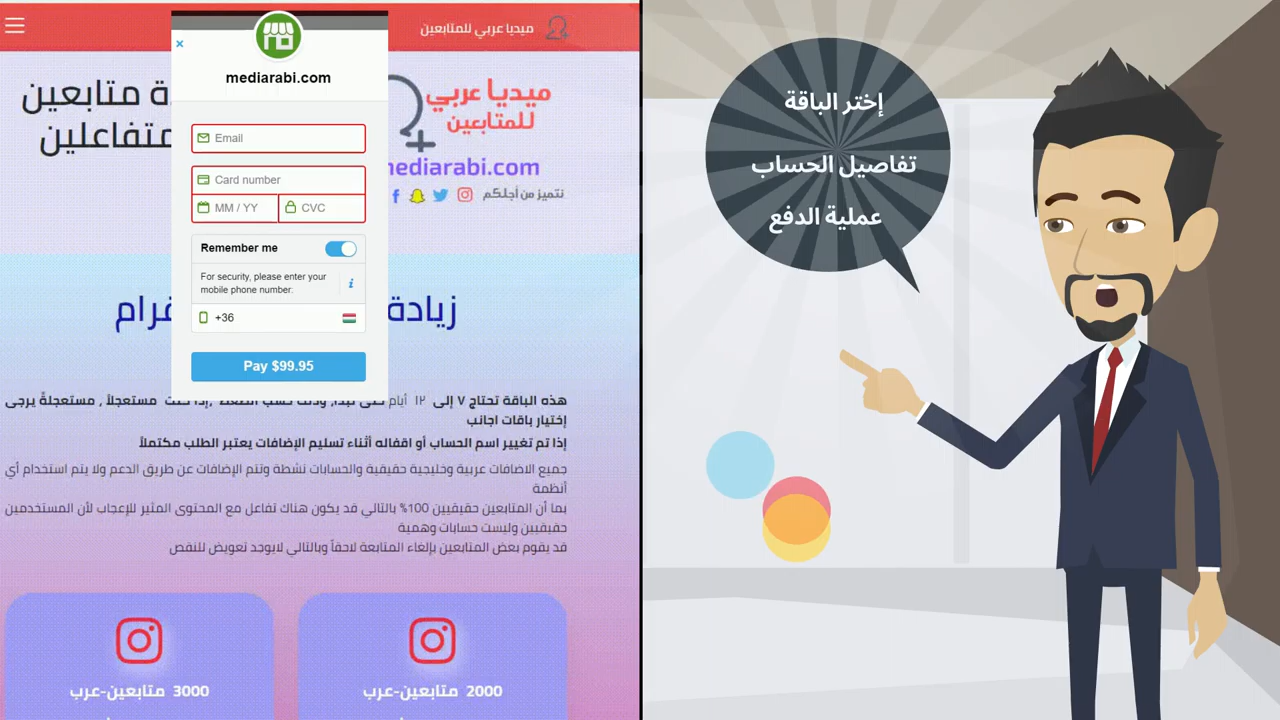 ميديا عربي للمتابعين
mediarabi.com
متابعين
ميديا عربي
للمتابعين
mediarabi.com
نتميز من أجلكم
Email
Card number
MM / YY
CVC
Remember me
For security, please enter your
mobile phone number.
+36
Pay $99.95
زيادة
هذه الباقة تحتاج ٧ إلى ١٢ أيام
مستعجلاً , مستعجلةً يرجى
إختيار باقات اجانب
إذا تم تغيير اسم الحساب أو اقفاله أثناء تسليم الإضافات يعتبر الطلب مكتملاً
جميع الاضافات عربية وخليجية حقيقية والحسابات نشطة وتتم الإضافات عن طريق الدعم ولا يتم استخدام أي
أنظمة
بما أن المتابعين حقيقيين 100% بالتالي قد يكون هناك تفاعل مع المحتوى المثير للإعجاب لأن المستخدمين
حقيقيين وليست حسابات وهمية
قد يقوم بعض المتابعين بإلغاء المتابعة لاحقاً وبالتالي لايوجد تعويض للنقص
2000 متابعين-عرب
3000 متابعين-عرب
إختر الباقة
تفاصيل الحساب
عملية الدفع